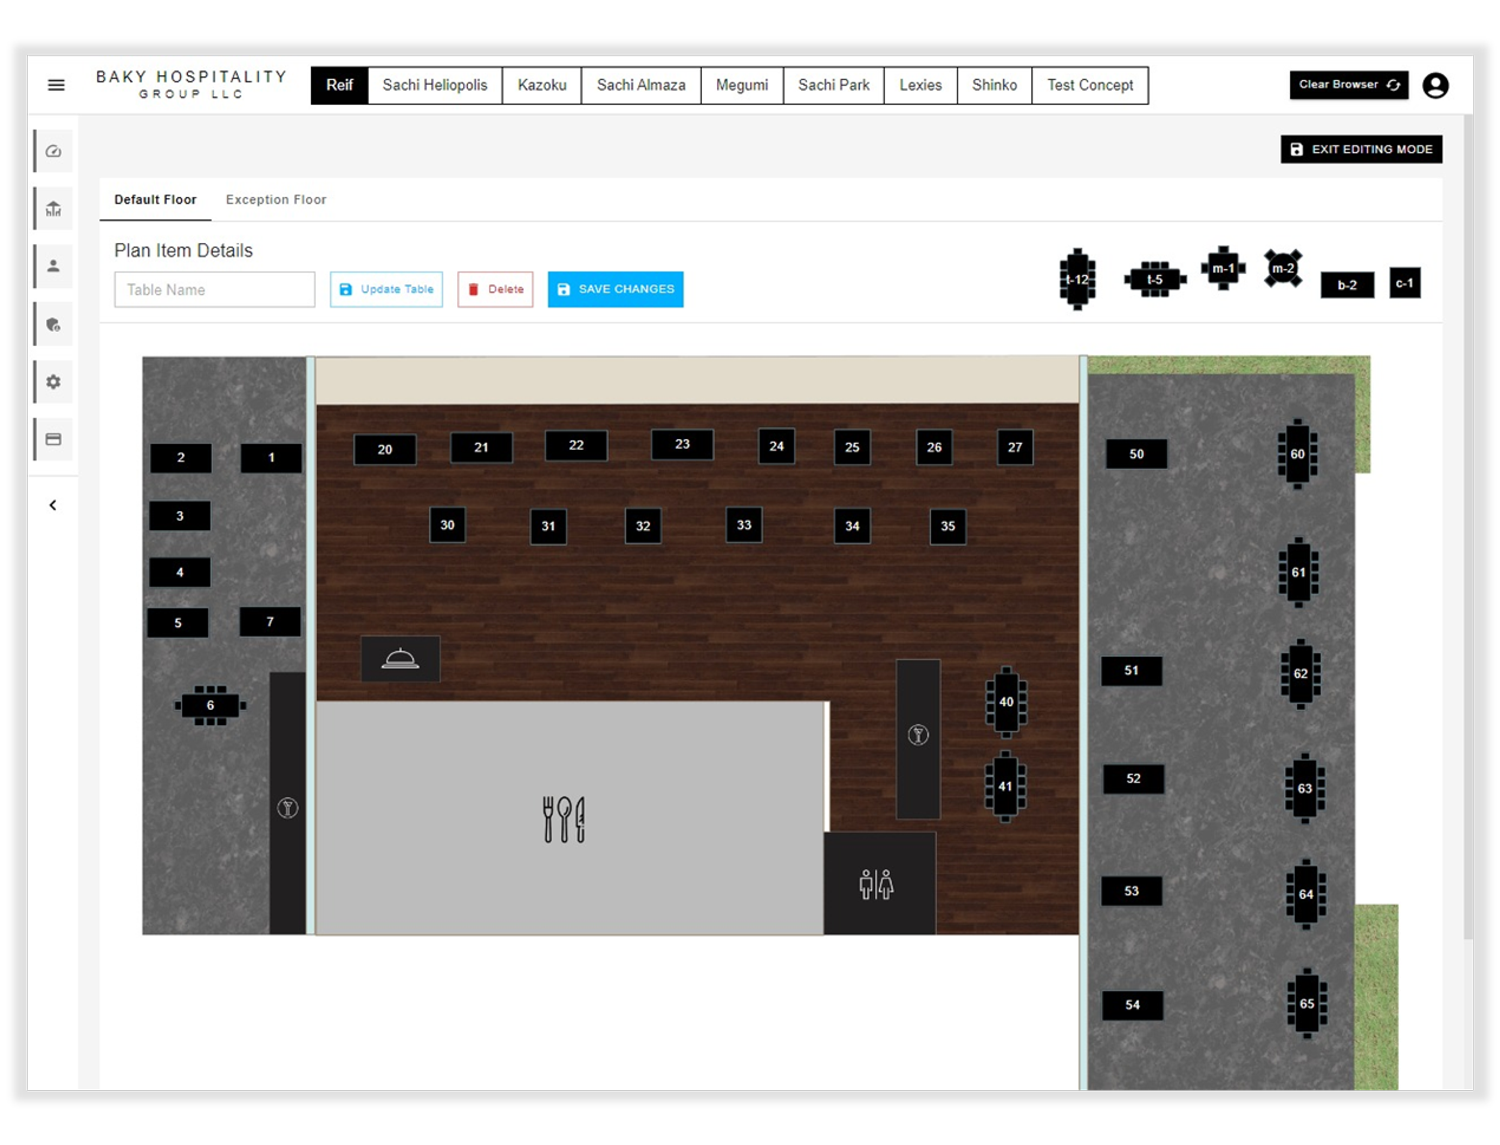 BAKY HOSPITALITY
GROUP LLC
Reif
Sachi Heliopolis
Kazoku
Sachi Almaza
Megumi
Sachi Park
Lexies
Shinko
Test Concept
Clear Browser
EXIT EDITING MODE
Default Floor
Exception Floor
Plan Item Details
Table Name
Update Table
Delete
SAVE CHANGES
t-12
t-5
m-1
m-2
b-2
c-1
2
1
3
4
5
7
6
20
21
22
23
24
25
26
27
30
31
32
33
34
35
40
41
50
51
52
53
54
60
61
62
63
64
65